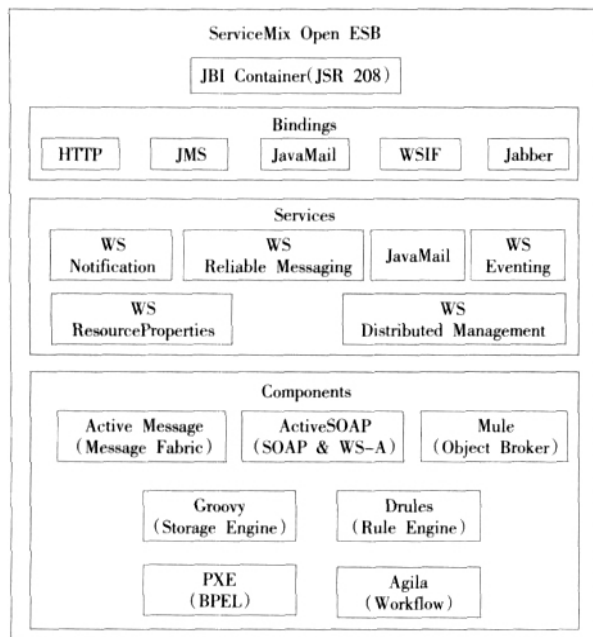 ServiceMix Open ESB
JBI Container(JSR 208)
Bindings
HTTP
JMS
JavaMail
WSIF
Jabber
Services
WS
Notification
WS
Reliable Messaging
JavaMail
WS
Eventing
WS
ResourceProperties
WS
Distributed Management
Components
Active Message
(Message Fabric)
ActiveSOAP
(SOAP & WS-A)
Mule
(Object Broker)
Groovy
(Storage Engine)
Drules
(Rule Engine)
PXE
(BPEL)
Agila
(Workflow)